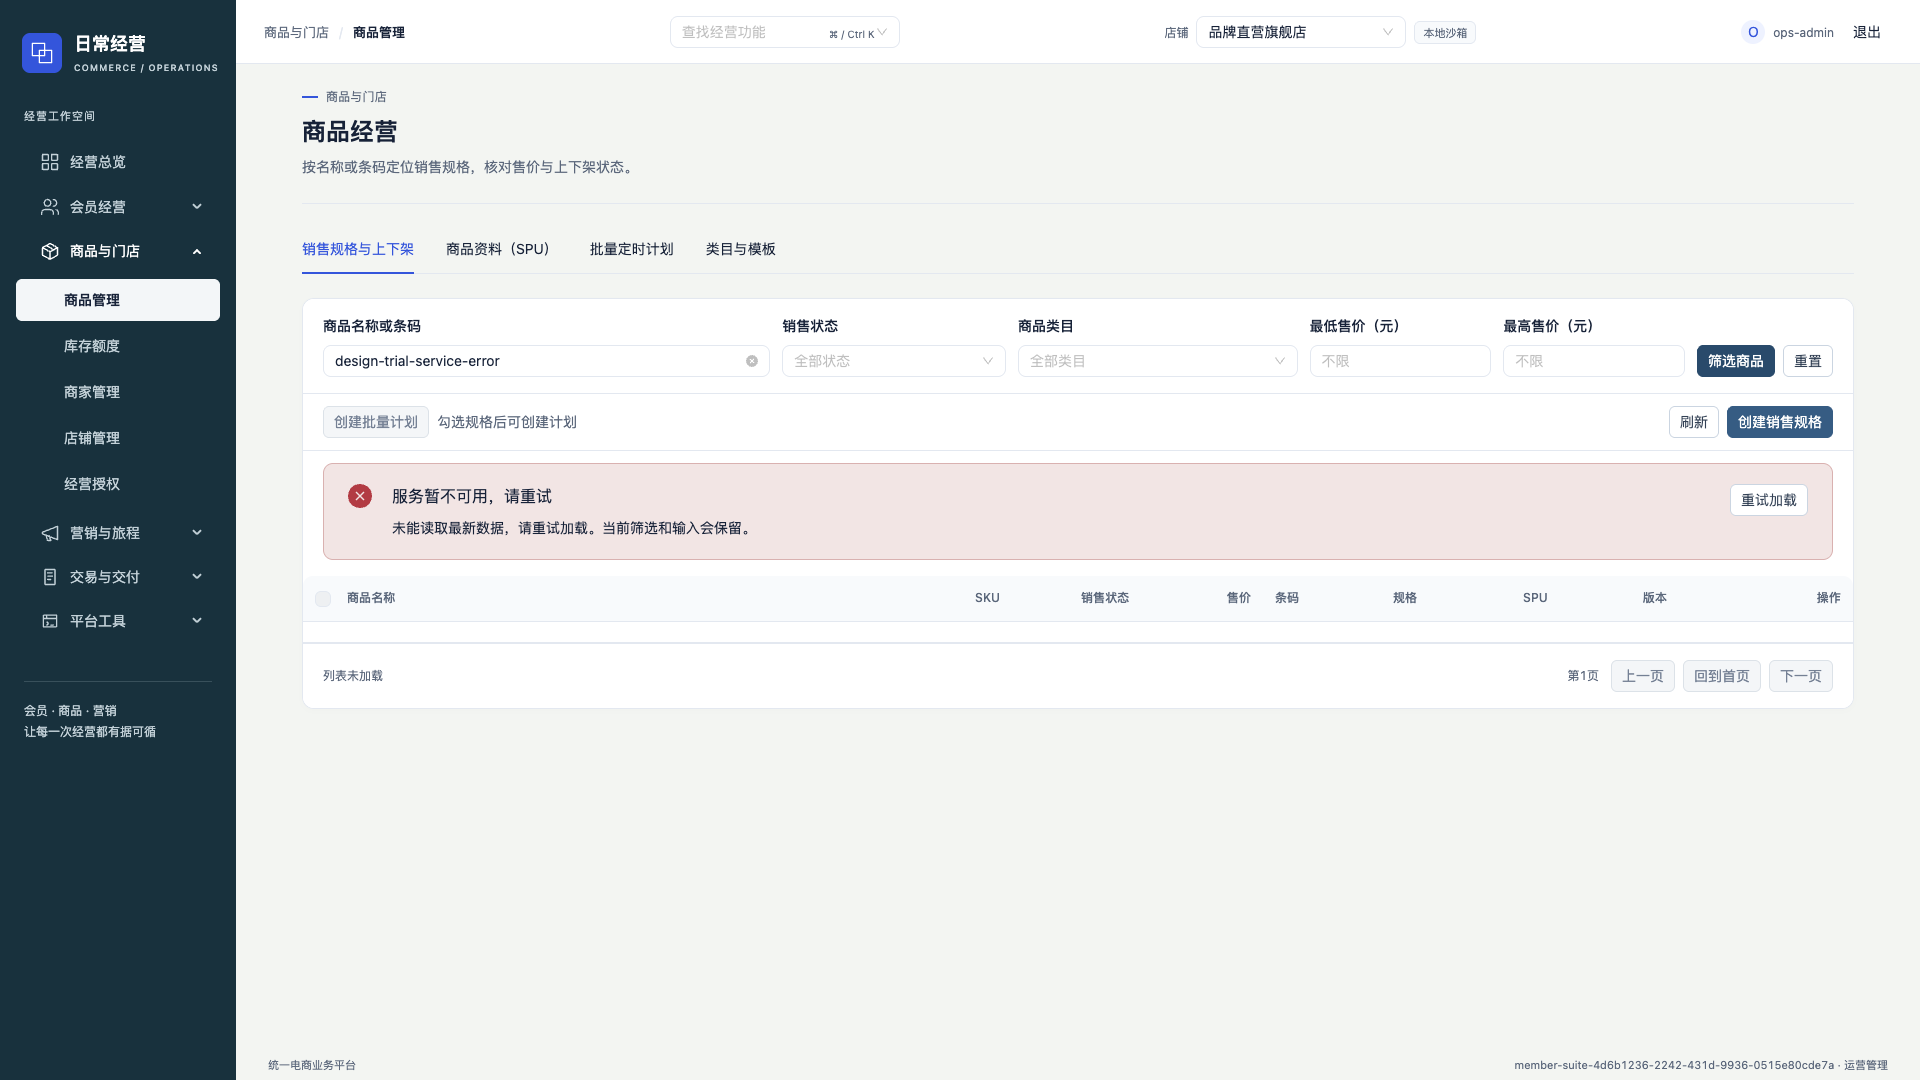 日常经营
COMMERCE / OPERATIONS
经营工作空间
经营总览
会员经营
商品与门店
商品管理
库存额度
商家管理
店铺管理
经营授权
营销与旅程
交易与交付
平台工具
会员 · 商品 · 营销
让每一次经营都有据可循
商品与门店 / 商品管理
查找经营功能 ⌘ / Ctrl K
店铺 品牌直营旗舰店 本地沙箱
O ops-admin 退出
商品与门店
商品经营
按名称或条码定位销售规格，核对售价与上下架状态。
销售规格与上下架 商品资料（SPU） 批量定时计划 类目与模板
商品名称或条码 销售状态 商品类目 最低售价（元） 最高售价（元）
design-trial-service-error 全部状态 全部类目 不限 不限 筛选商品 重置
创建批量计划 勾选规格后可创建计划 刷新 创建销售规格
服务暂不可用，请重试
未能读取最新数据，请重试加载。当前筛选和输入会保留。
重试加载
商品名称 SKU 销售状态 售价 条码 规格 SPU 版本 操作
列表未加载 第1页 上一页 回到首页 下一页
统一电商业务平台 member-suite-4d6b1236-2242-431d-9936-0515e80cde7a · 运营管理